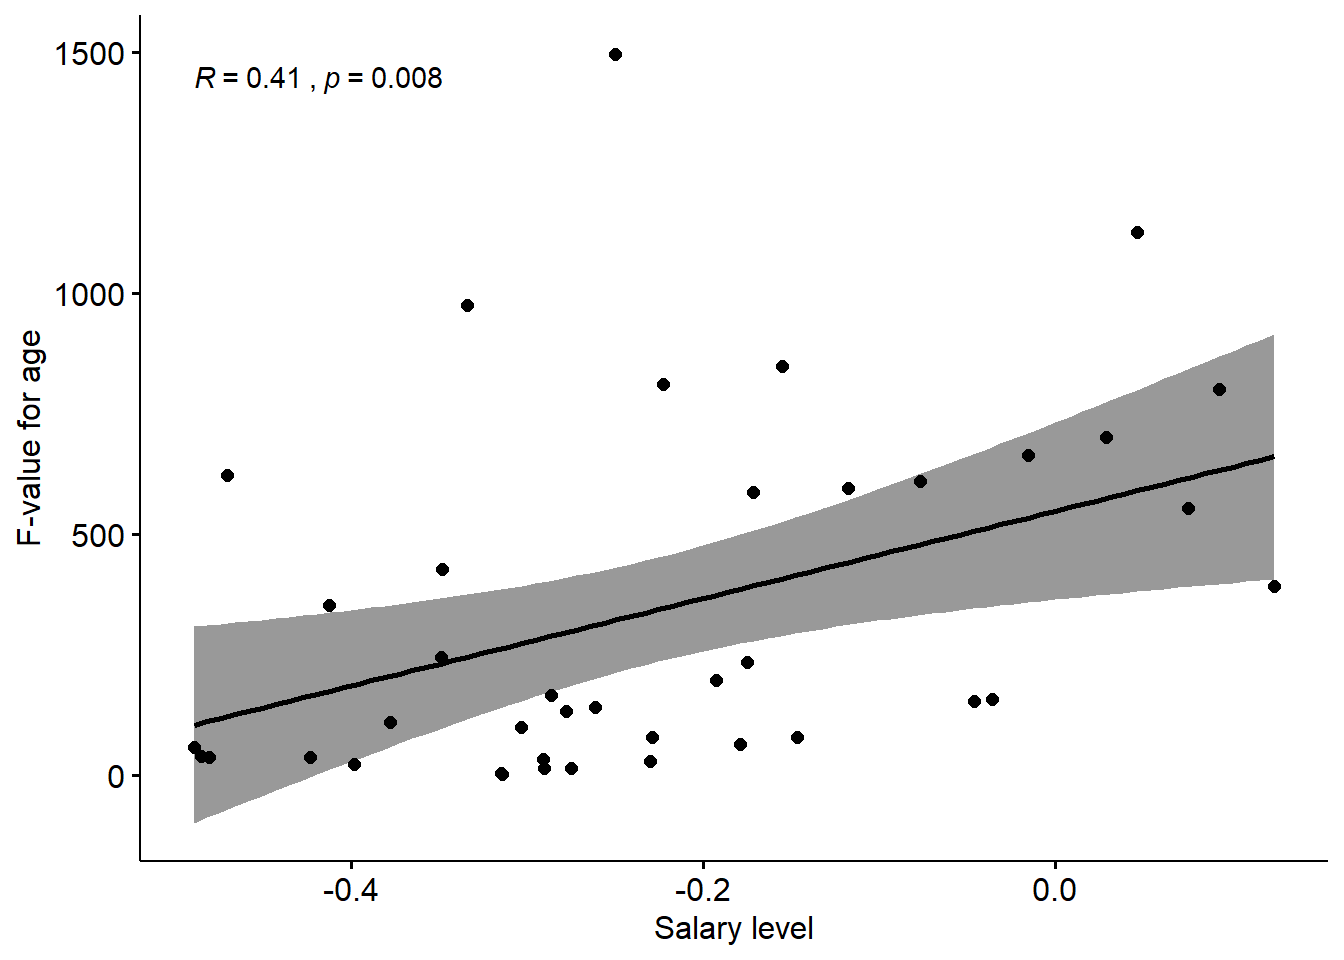 1500
R = 0.41 , p = 0.008
1000
F-value for age
500
0
-0.4 -0.2 0.0
Salary level